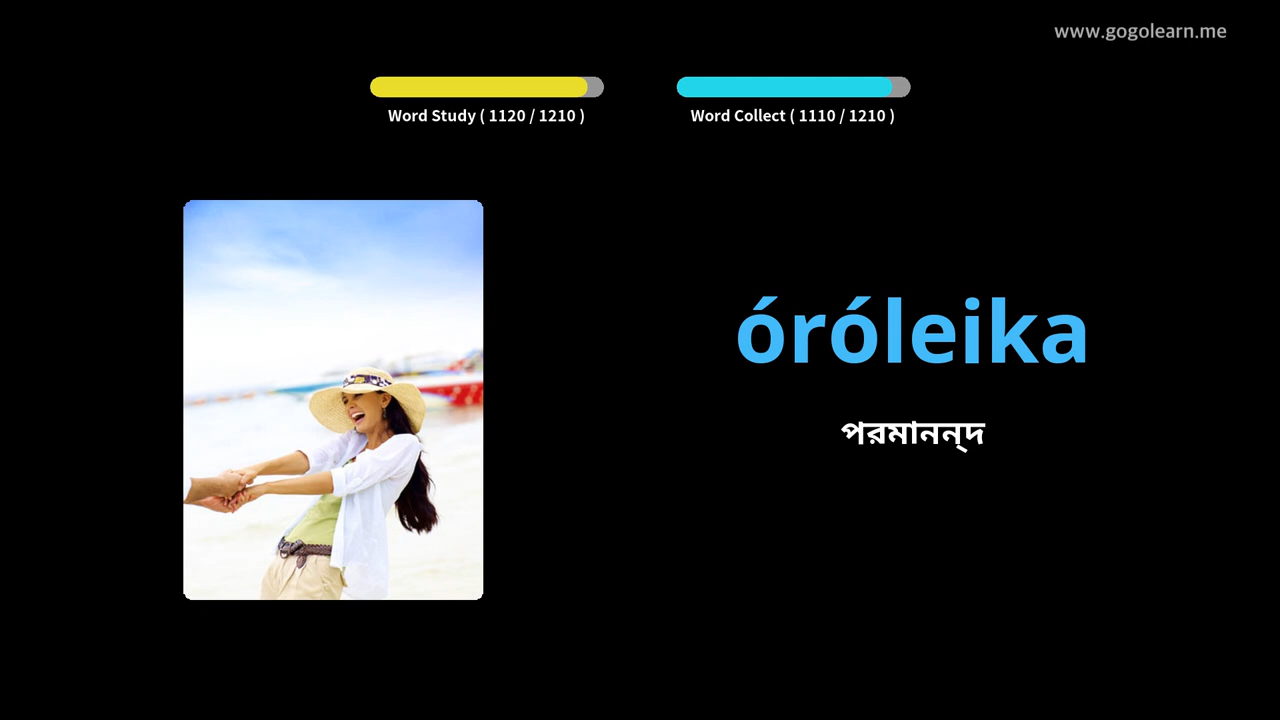 www.gogolearn.me
Word Study ( 1120 / 1210 )
Word Collect ( 1110 / 1210 )
óróleika
পরমানন্দ